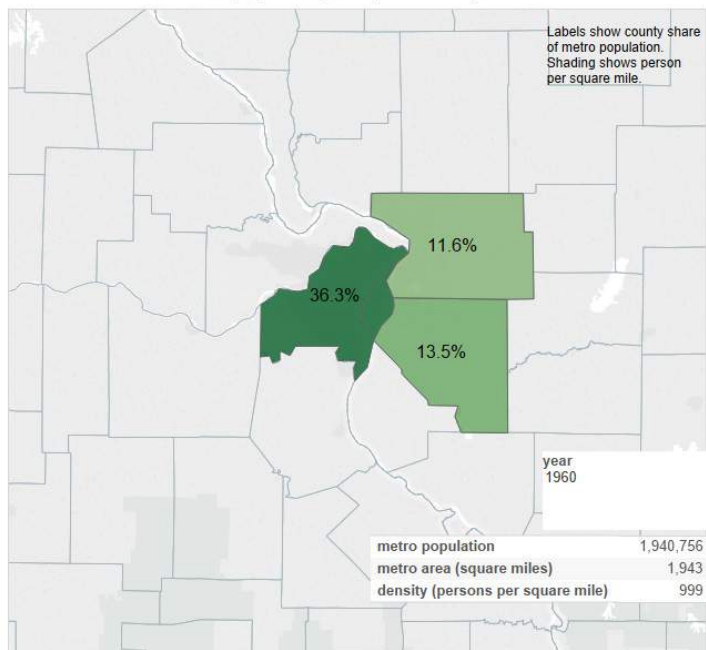 Labels show county share
of metro population.
Shading shows person
per square mile.
11.6%
36.3%
13.5%
year
1960
metro population 1,940,756
metro area (square miles) 1,943
density (persons per square mile) 999